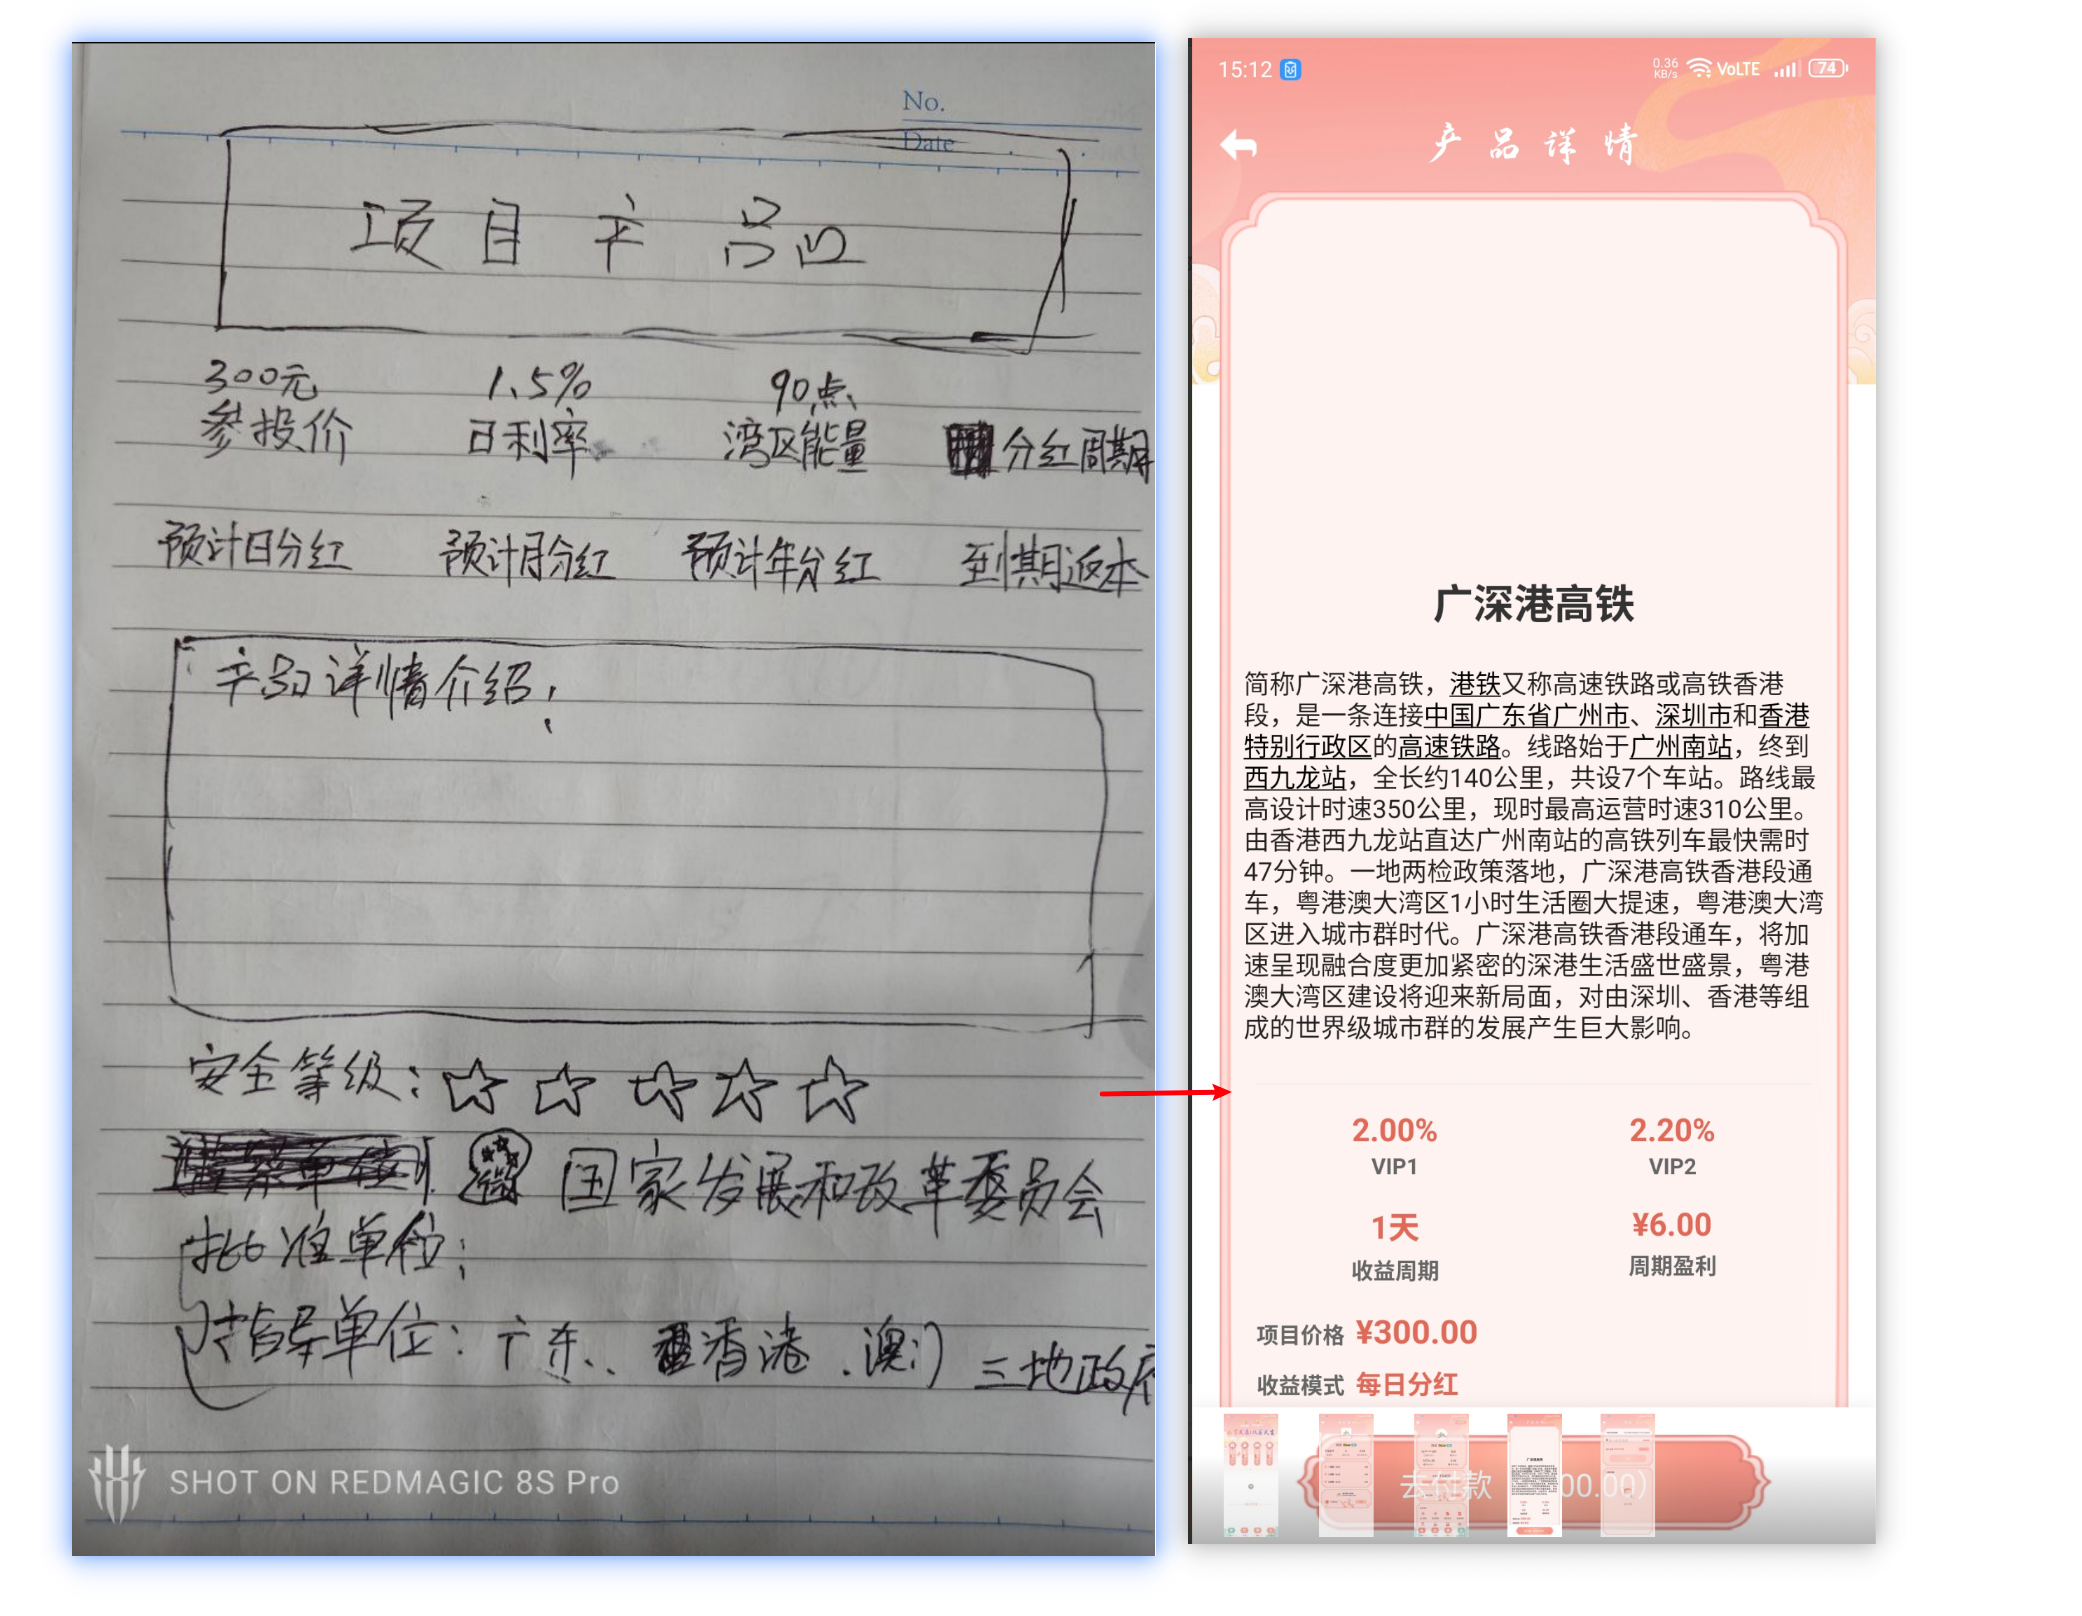 No.
Date
项目产品
300元 1.5% 90点
参投价 日利率 湾区能量 分红周期
预计日分红 预计月分红 预计年分红 到期返本
产品详情介绍:
安全等级:
国家发展和改革委员会
批准单位:
指导单位:广东、香港.澳门三地政府
SHOT ON REDMAGIC 8S Pro
15:12
0.36
KB/s
VoLTE
74
产品详情
广深港高铁
简称广深港高铁，港铁又称高速铁路或高铁香港
段，是一条连接中国广东省广州市、深圳市和香港
特别行政区的高速铁路。线路始于广州南站，终到
西九龙站，全长约140公里，共设7个车站。路线最
高设计时速350公里，现时最高运营时速310公里。
由香港西九龙站直达广州南站的高铁列车最快需时
47分钟。一地两检政策落地，广深港高铁香港段通
车，粤港澳大湾区1小时生活圈大提速，粤港澳大湾
区进入城市群时代。广深港高铁香港段通车，将加
速呈现融合度更加紧密的深港生活盛世盛景，粤港
澳大湾区建设将迎来新局面，对由深圳、香港等组
成的世界级城市群的发展产生巨大影响。
2.00% 2.20%
VIP1 VIP2
1天 ¥6.00
收益周期 周期盈利
项目价格 ¥300.00
收益模式 每日分红
去付款 00.00)